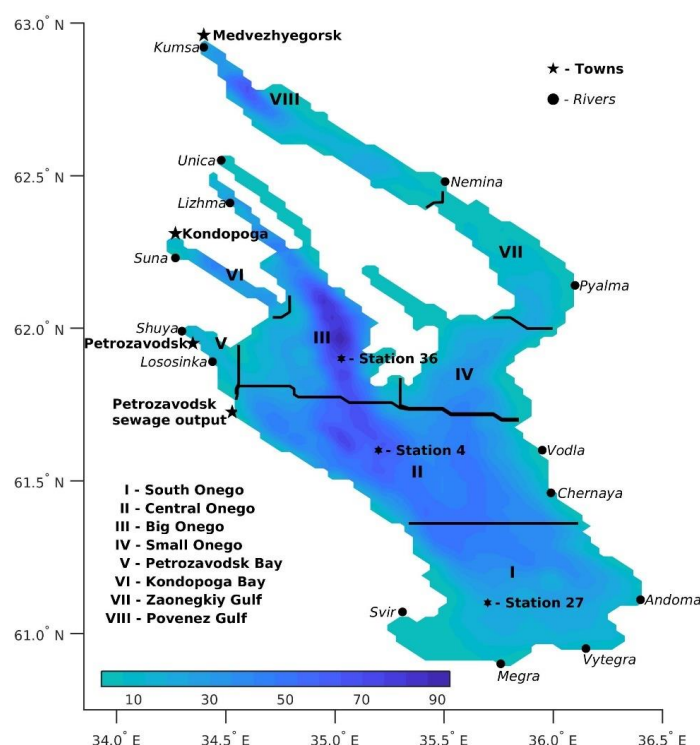 63.0° N
Medvezhyegorsk
Kumsa
★ - Towns
● - Rivers
VIII
Unica
62.5° N
Nemina
Lizhma
Kondopoga
VII
Suna
VI
Pyalma
Shuya
62.0° N
Petrozavodsk
V
III
Station 36
Lososinka
IV
Petrozavodsk
sewage output
Station 4
Vodla
II
61.5° N
Chernaya
I - South Onego
II - Central Onego
III - Big Onego
IV - Small Onego
V - Petrozavodsk Bay
VI - Kondopoga Bay
VII - Zaonegkiy Gulf
VIII - Povenez Gulf
I
- Station 27
Andoma
Svir
61.0° N
Vytegra
Megra
10 30 50 70 90
34.0° E 34.5° E 35.0° E 35.5° E 36.0° E 36.5° E